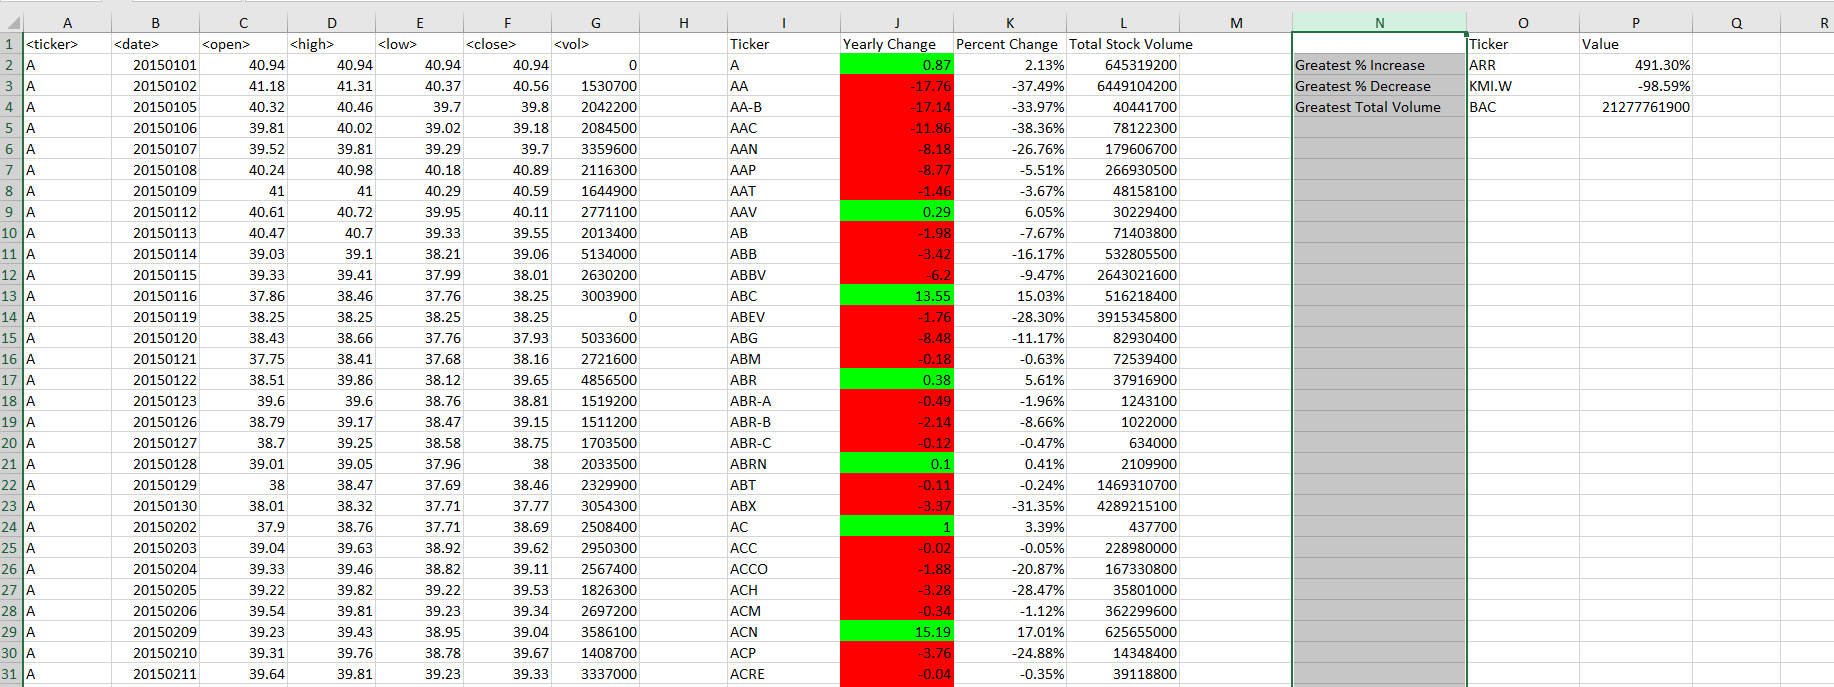 A B C D E F G H I J K L M N O P Q R
1 <ticker> <date> <open> <high> <low> <close> <vol> Ticker Yearly Change Percent Change Total Stock Volume Ticker Value
2 A 20150101 40.94 40.94 40.94 40.94 0 A 0.87 2.13% 645319200 Greatest % Increase ARR 491.30%
3 A 20150102 41.18 41.31 40.37 40.56 1530700 AA -17.76 -37.49% 6449104200 Greatest % Decrease KMI.W -98.59%
4 A 20150105 40.32 40.46 39.7 39.8 2042200 AA-B -17.14 -33.97% 40441700 Greatest Total Volume BAC 21277761900
5 A 20150106 39.81 40.02 39.02 39.18 2084500 AAC -11.86 -38.36% 78122300
6 A 20150107 39.52 39.81 39.29 39.7 3359600 AAN -8.18 -26.76% 179606700
7 A 20150108 40.24 40.98 40.18 40.89 2116300 AAP -8.77 -5.51% 266930500
8 A 20150109 41 41 40.29 40.59 1644900 AAT -1.46 -3.67% 48158100
9 A 20150112 40.61 40.72 39.95 40.11 2771100 AAV 0.29 6.05% 30229400
10 A 20150113 40.47 40.7 39.33 39.55 2013400 AB -1.98 -7.67% 71403800
11 A 20150114 39.03 39.1 38.21 39.06 5134000 ABB -3.42 -16.17% 532805500
12 A 20150115 39.33 39.41 37.99 38.01 2630200 ABBV -6.2 -9.47% 2643021600
13 A 20150116 37.86 38.46 37.76 38.25 3003900 ABC 13.55 15.03% 516218400
14 A 20150119 38.25 38.25 38.25 38.25 0 ABEV -1.76 -28.30% 3915345800
15 A 20150120 38.43 38.66 37.76 37.93 5033600 ABG -8.48 -11.17% 82930400
16 A 20150121 37.75 38.41 37.68 38.16 2721600 ABM -0.18 -0.63% 72539400
17 A 20150122 38.51 39.86 38.12 39.65 4856500 ABR 0.38 5.61% 37916900
18 A 20150123 39.6 39.6 38.76 38.81 1519200 ABR-A -0.49 -1.96% 1243100
19 A 20150126 38.79 39.17 38.47 39.15 1511200 ABR-B -2.14 -8.66% 1022000
20 A 20150127 38.7 39.25 38.58 38.75 1703500 ABR-C -0.12 -0.47% 634000
21 A 20150128 39.01 39.05 37.96 38 2033500 ABRN 0.1 0.41% 2109900
22 A 20150129 38 38.47 37.69 38.46 2329900 ABT -0.11 -0.24% 1469310700
23 A 20150130 38.01 38.32 37.71 37.77 3054300 ABX -3.37 -31.35% 4289215100
24 A 20150202 37.9 38.76 37.71 38.69 2508400 AC 1 3.39% 437700
25 A 20150203 39.04 39.63 38.92 39.62 2950300 ACC -0.02 -0.05% 228980000
26 A 20150204 39.33 39.46 38.82 39.11 2567400 ACCO -1.88 -20.87% 167330800
27 A 20150205 39.22 39.82 39.22 39.53 1826300 ACH -3.28 -28.47% 35801000
28 A 20150206 39.54 39.81 39.23 39.34 2697200 ACM -0.34 -1.12% 362299600
29 A 20150209 39.23 39.43 38.95 39.04 3586100 ACN 15.19 17.01% 625655000
30 A 20150210 39.31 39.76 38.78 39.67 1408700 ACP -3.76 -24.88% 14348400
31 A 20150211 39.64 39.81 39.23 39.33 3337000 ACRE -0.04 -0.35% 39118800